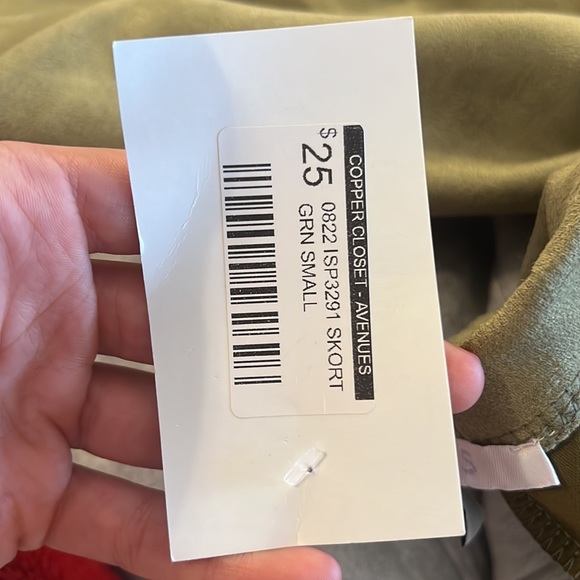 COPPER CLOSET - AVENUES
$25
0822 ISP3291 SKORT
GRN SMALL
S